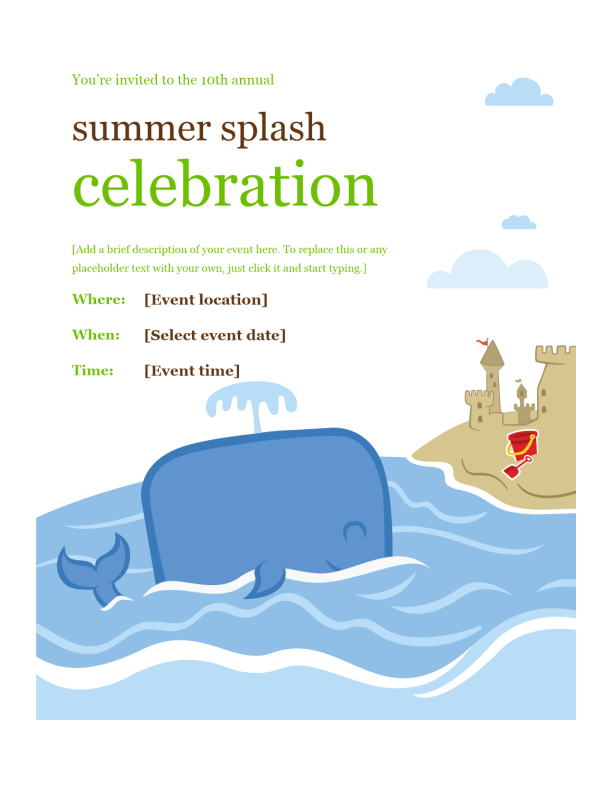 You’re invited to the 10th annual
summer splash
celebration
[Add a brief description of your event here. To replace this or any
placeholder text with your own, just click it and start typing.]
Where: [Event location]
When: [Select event date]
Time: [Event time]